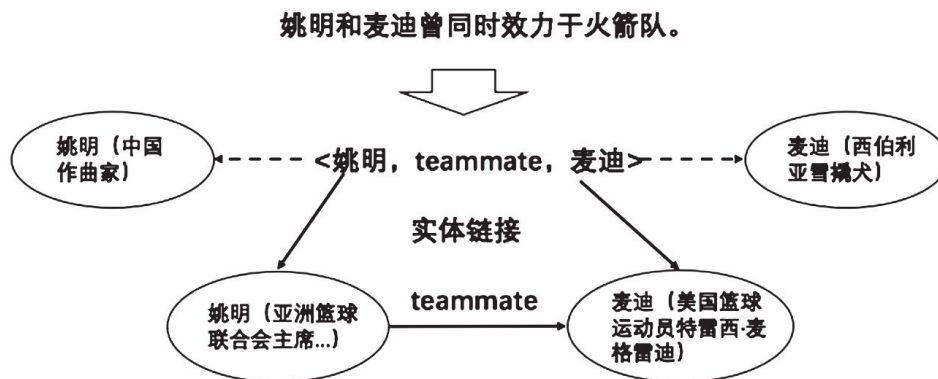 姚明和麦迪曾同时效力于火箭队。
姚明（中国
作曲家）
<姚明，teammate，麦迪>
麦迪（西伯利
亚雪撬犬）
实体链接
姚明（亚洲篮球
联合会主席...）
teammate
麦迪（美国篮球
运动员特雷西·麦
格雷迪）